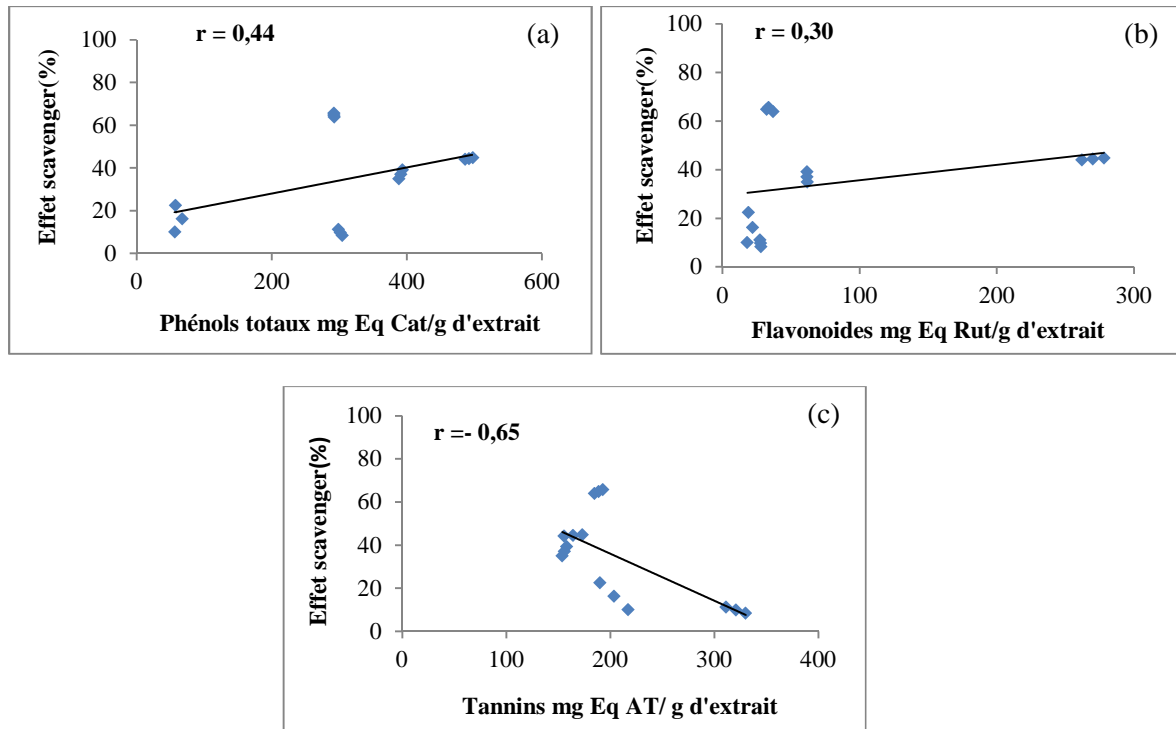 r = 0,44
(a)
Effet scavenger(%)
100
80
60
40
20
0
0 200 400 600
Phénols totaux mg Eq Cat/g d'extrait
r = 0,30
(b)
Effet scavenger(%)
100
80
60
40
20
0
0 100 200 300
Flavonoides mg Eq Rut/g d'extrait
r =- 0,65
(c)
Effet scavenger(%)
100
80
60
40
20
0
0 100 200 300 400
Tannins mg Eq AT/ g d'extrait